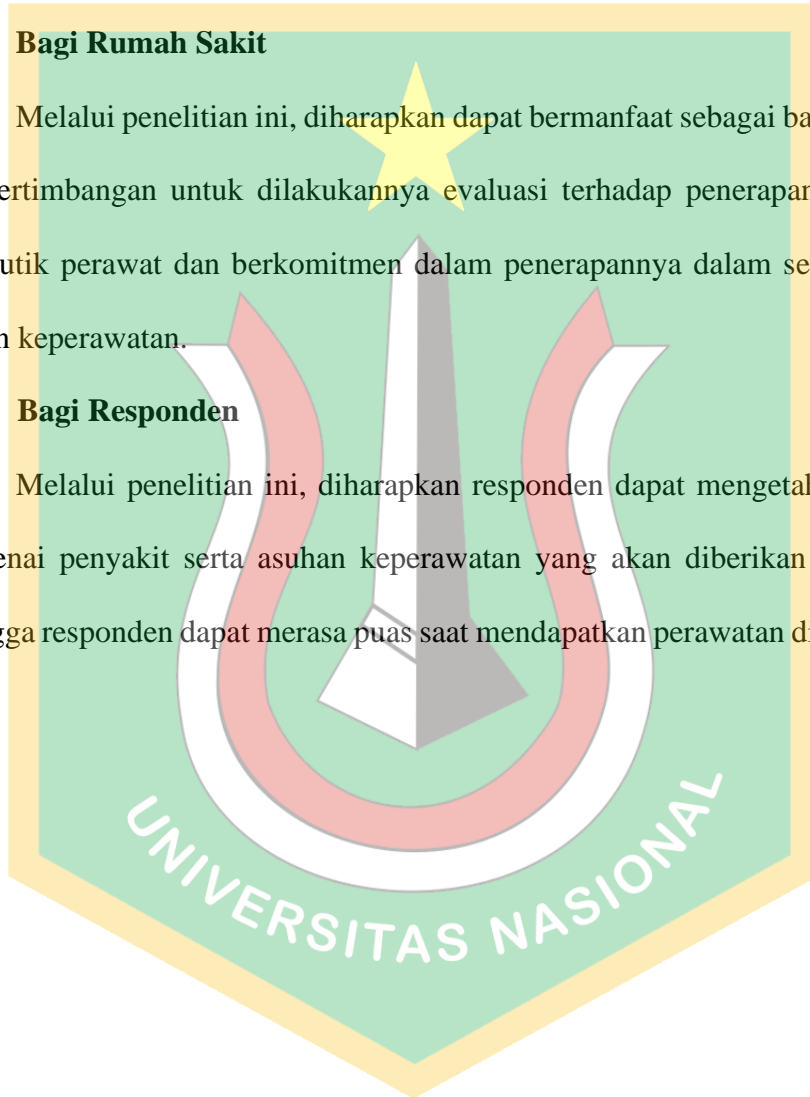 Bagi Rumah Sakit
Melalui penelitian ini, diharapkan dapat bermanfaat sebagai ba
ertimbangan untuk dilakukannya evaluasi terhadap penerapan
utik perawat dan berkomitmen dalam penerapannya dalam se
n keperawatan.
Bagi Responden
Melalui penelitian ini, diharapkan responden dapat mengetal
enai penyakit serta asuhan keperawatan yang akan diberikan
gga responden dapat merasa puas saat mendapatkan perawatan di
UNIVERSITAS NASIONAL